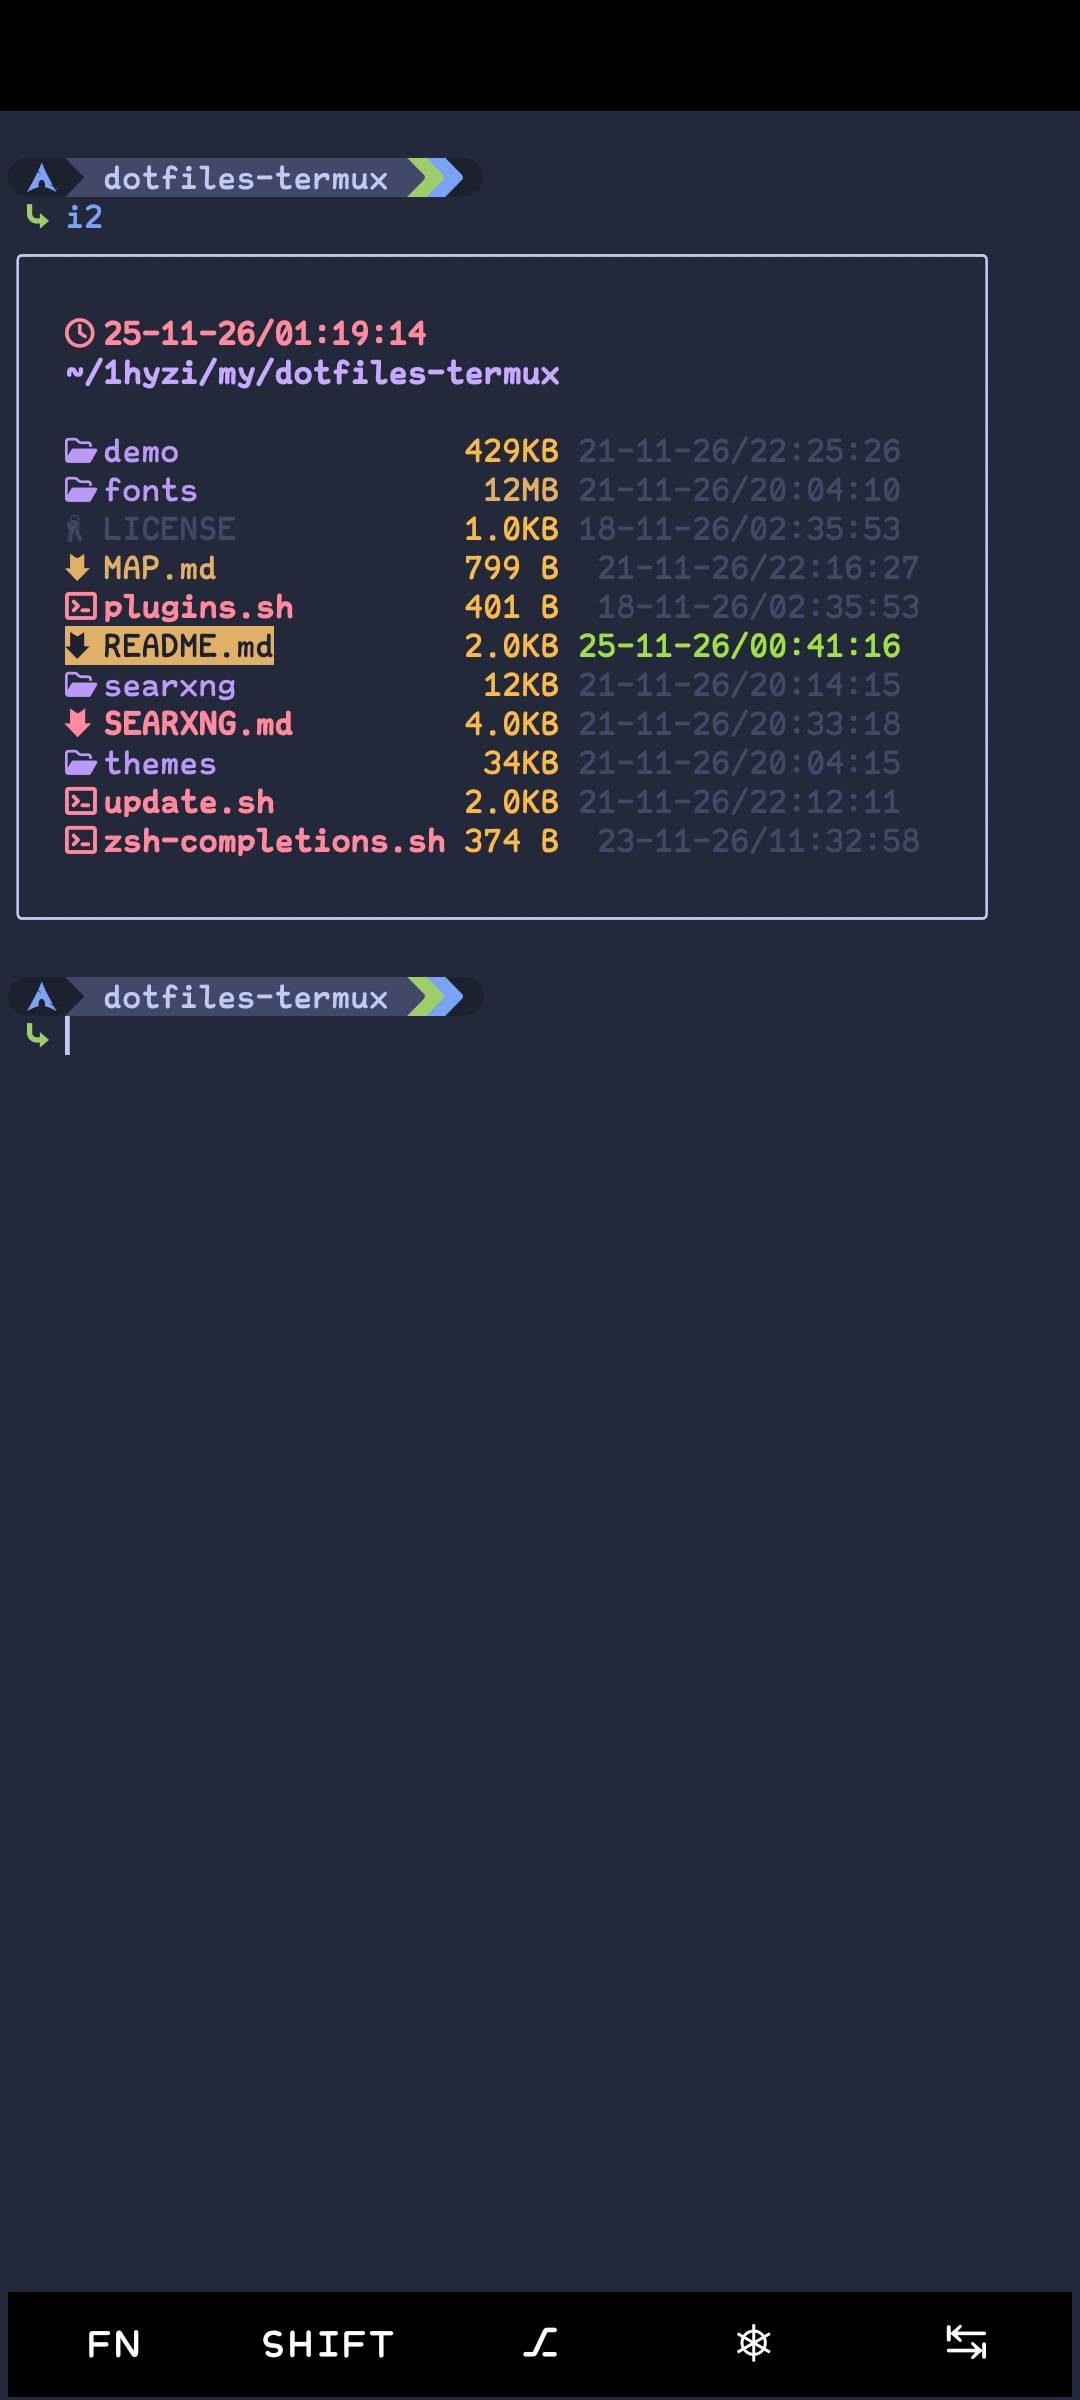 dotfiles-termux
i2
25-11-26/01:19:14
~/1hyzi/my/dotfiles-termux
demo 429KB 21-11-26/22:25:26
fonts 12MB 21-11-26/20:04:10
LICENSE 1.0KB 18-11-26/02:35:53
MAP.md 799 B 21-11-26/22:16:27
plugins.sh 401 B 18-11-26/02:35:53
README.md 2.0KB 25-11-26/00:41:16
searxng 12KB 21-11-26/20:14:15
SEARXNG.md 4.0KB 21-11-26/20:33:18
themes 34KB 21-11-26/20:04:15
update.sh 2.0KB 21-11-26/22:12:11
zsh-completions.sh 374 B 23-11-26/11:32:58
dotfiles-termux
FN SHIFT ⌥ ⎈ ↹